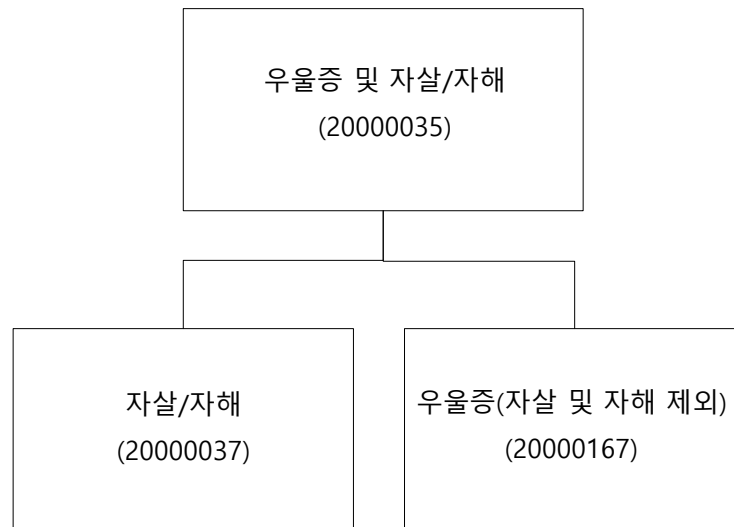 우울증 및 자살/자해
(20000035)
자살/자해
(20000037)
우울증(자살 및 자해 제외)
(20000167)